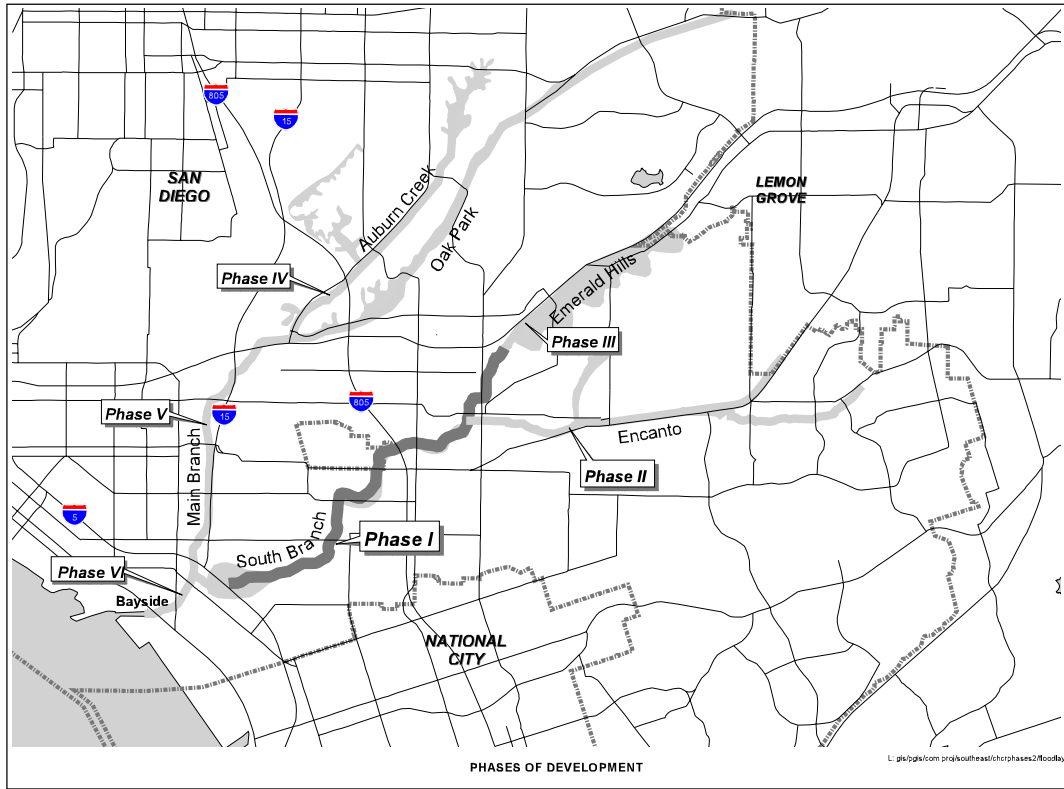 805
15
SAN
DIEGO
LEMON
GROVE
Auburn Creek
Oak Park
Phase IV
Emerald Hills
Phase III
Phase V
15
805
Main Branch
Encanto
Phase II
5
South Branch
Phase I
Phase VI
Bayside
NATIONAL
CITY
L: gis/pgis/com proj/southeast/chcrphases2/floodlay
PHASES OF DEVELOPMENT